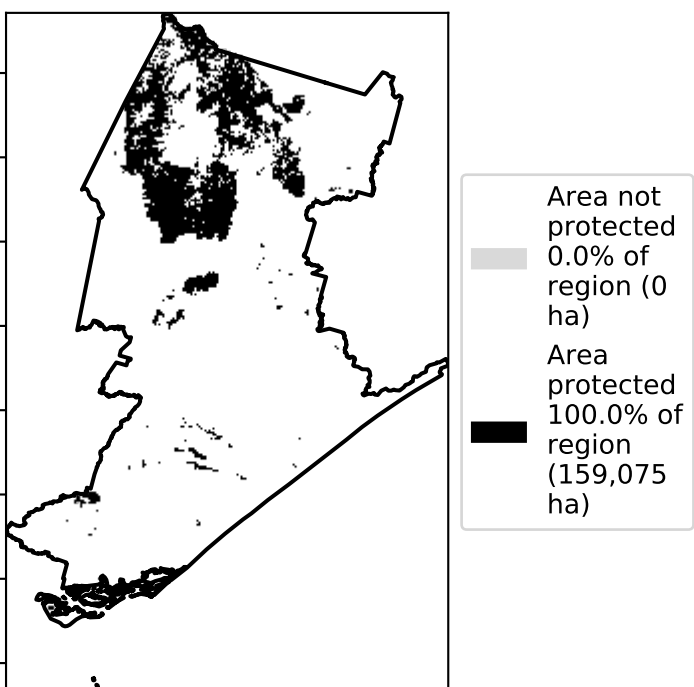 Area not
protected
0.0% of
region (0
ha)
Area
protected
100.0% of
region
(159,075
ha)